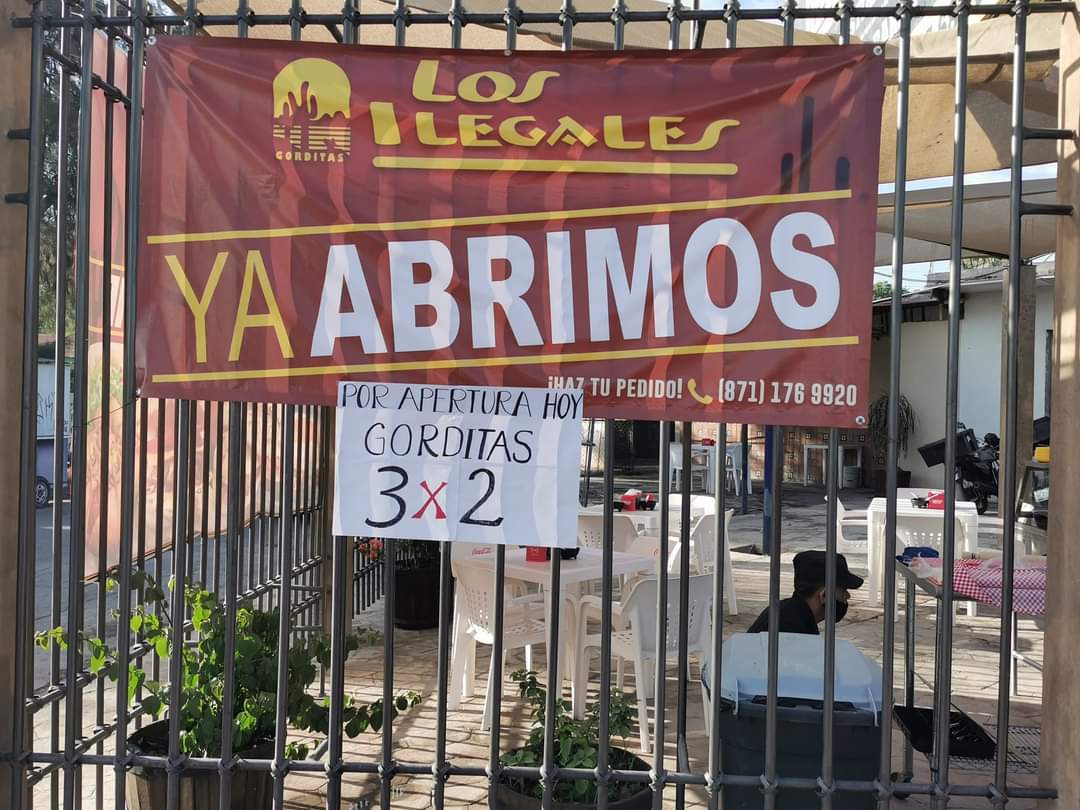 LOS
ILEGALES
GORDITAS
YA ABRIMOS
¡HAZ TU PEDIDO! (871) 176 9920
POR APERTURA HOY
GORDITAS
3x2